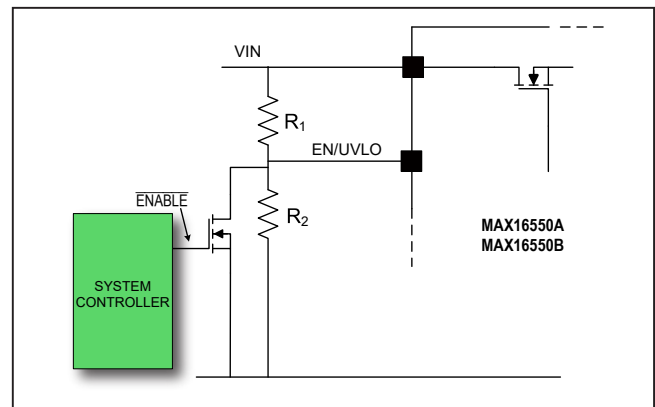 VIN
R1
EN/UVLO
ENABLE
R2
MAX16550A
MAX16550B
SYSTEM
CONTROLLER